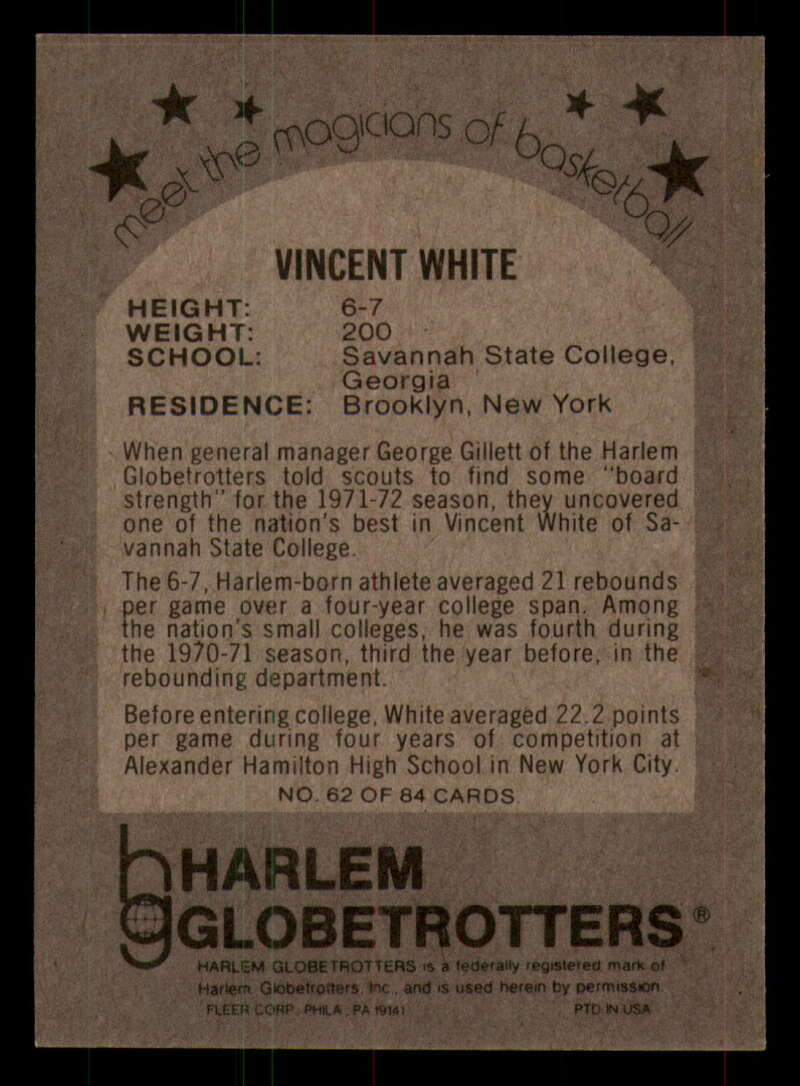 meet the magicians of basketball
VINCENT WHITE
HEIGHT: 6-7
WEIGHT: 200
SCHOOL: Savannah State College,
Georgia
RESIDENCE: Brooklyn, New York
When general manager George Gillett of the Harlem
Globetrotters told scouts to find some "board
strength" for the 1971-72 season, they uncovered
one of the nation's best in Vincent White of Sa-
vannah State College.
The 6-7, Harlem-born athlete averaged 21 rebounds
per game over a four-year college span. Among
the nation's small colleges, he was fourth during
the 1970-71 season, third the year before, in the
rebounding department.
Before entering college, White averaged 22.2 points
per game during four years of competition at
Alexander Hamilton High School in New York City.
NO. 62 OF 84 CARDS
hg HARLEM
GLOBETROTTERS®
HARLEM GLOBETROTTERS is a federally registered mark of
Harlem Globetrotters, Inc., and is used herein by permission.
FLEER CORP. PHILA., PA 19141 PTD IN USA